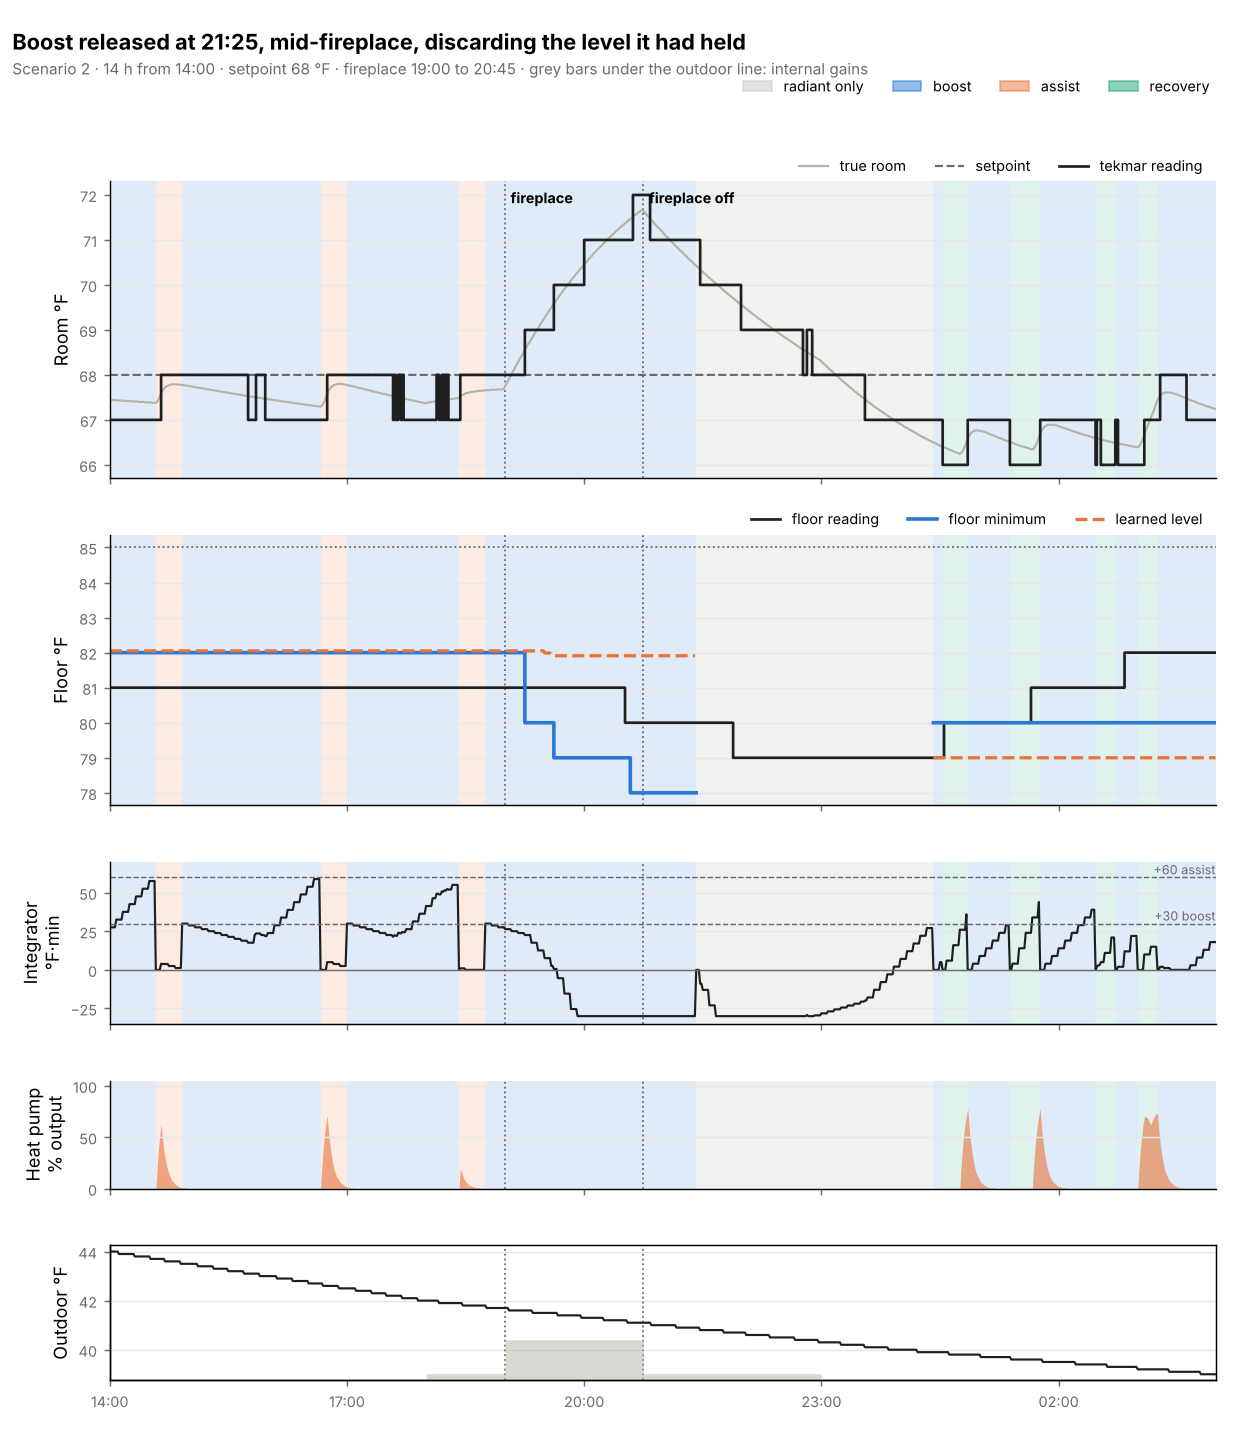 Boost released at 21:25, mid-fireplace, discarding the level it had held
Scenario 2 · 14 h from 14:00 · setpoint 68 °F · fireplace 19:00 to 20:45 · grey bars under the outdoor line: internal gains
radiant only boost assist recovery
true room setpoint tekmar reading
fireplace fireplace off
72
71
70
69
68
67
66
Room °F
floor reading floor minimum learned level
85
84
83
82
81
80
79
78
Floor °F
+60 assist
+30 boost
50
25
0
−25
Integrator
°F·min
100
50
0
Heat pump
% output
44
42
40
Outdoor °F
14:00 17:00 20:00 23:00 02:00